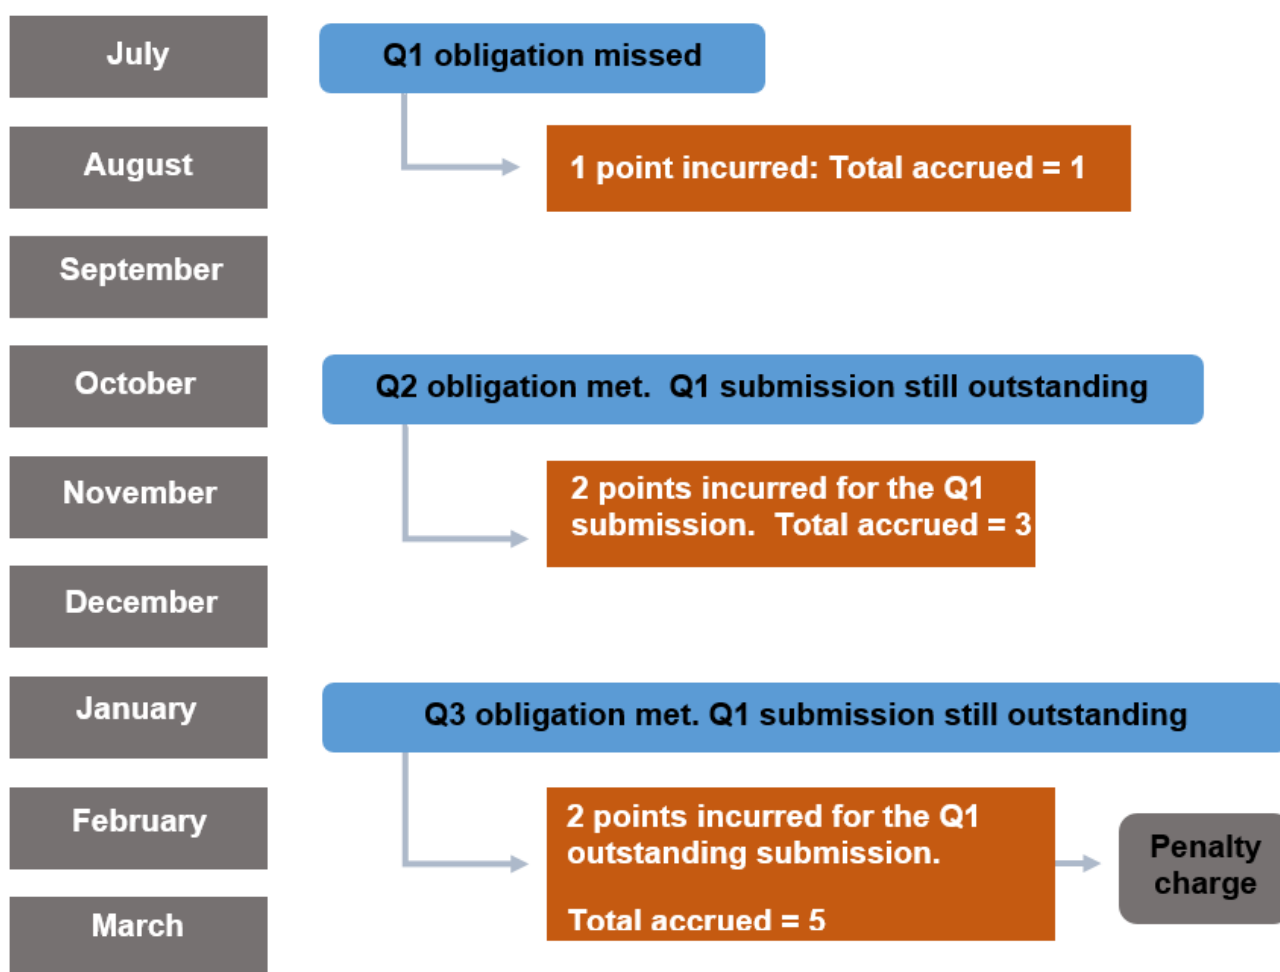 July
Q1 obligation missed
August
1 point incurred: Total accrued = 1
September
October
Q2 obligation met.  Q1 submission still outstanding
November
2 points incurred for the Q1
submission.  Total accrued = 3
December
January
Q3 obligation met. Q1 submission still outstanding
February
2 points incurred for the Q1
outstanding submission.
Total accrued = 5
Penalty
charge
March